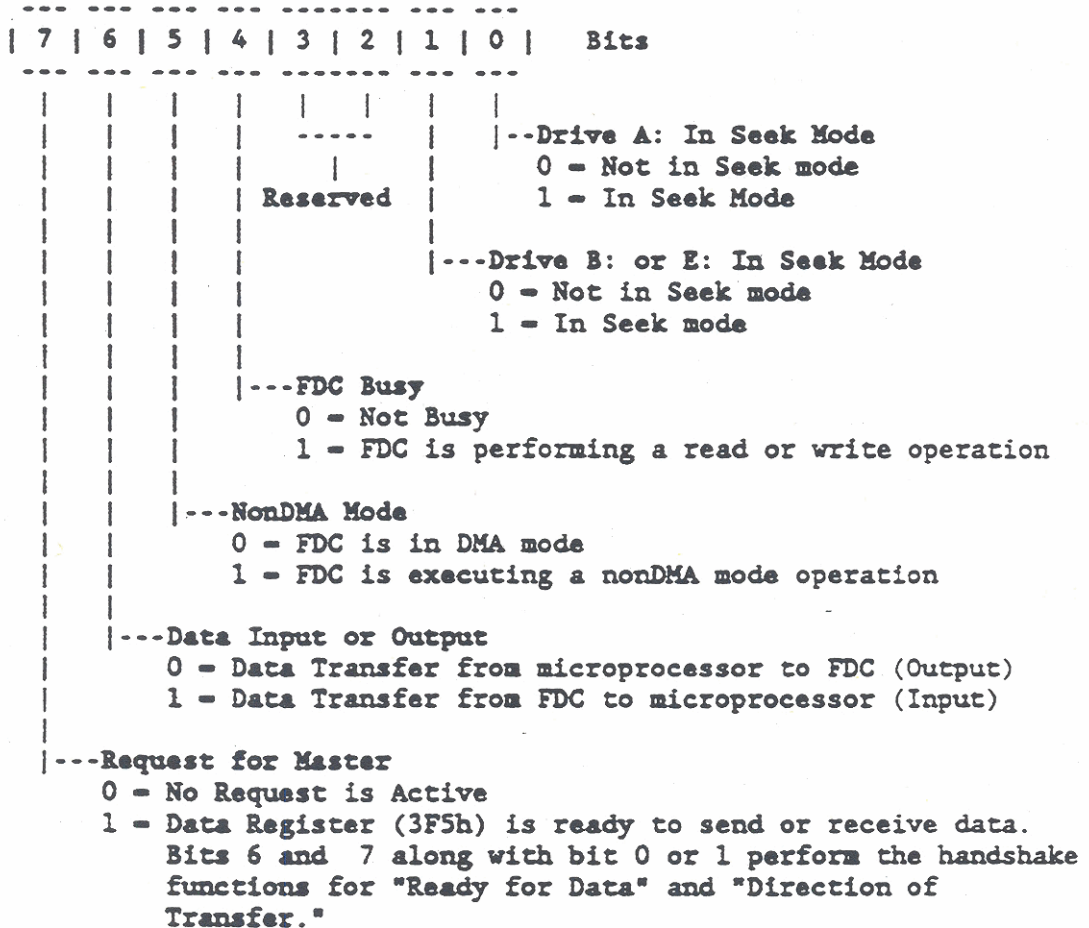 | 7 | 6 | 5 | 4 | 3 | 2 | 1 | 0 | Bits
|--Drive A: In Seek Mode
0 = Not in Seek mode
Reserved 1 = In Seek Mode
|---Drive B: or E: In Seek Mode
0 = Not in Seek mode
1 = In Seek mode
|---FDC Busy
0 = Not Busy
1 = FDC is performing a read or write operation
|---NonDMA Mode
0 = FDC is in DMA mode
1 = FDC is executing a nonDMA mode operation
|---Data Input or Output
0 = Data Transfer from microprocessor to FDC (Output)
1 = Data Transfer from FDC to microprocessor (Input)
|---Request for Master
0 = No Request is Active
1 = Data Register (3F5h) is ready to send or receive data.
Bits 6 and 7 along with bit 0 or 1 perform the handshake
functions for "Ready for Data" and "Direction of
Transfer."